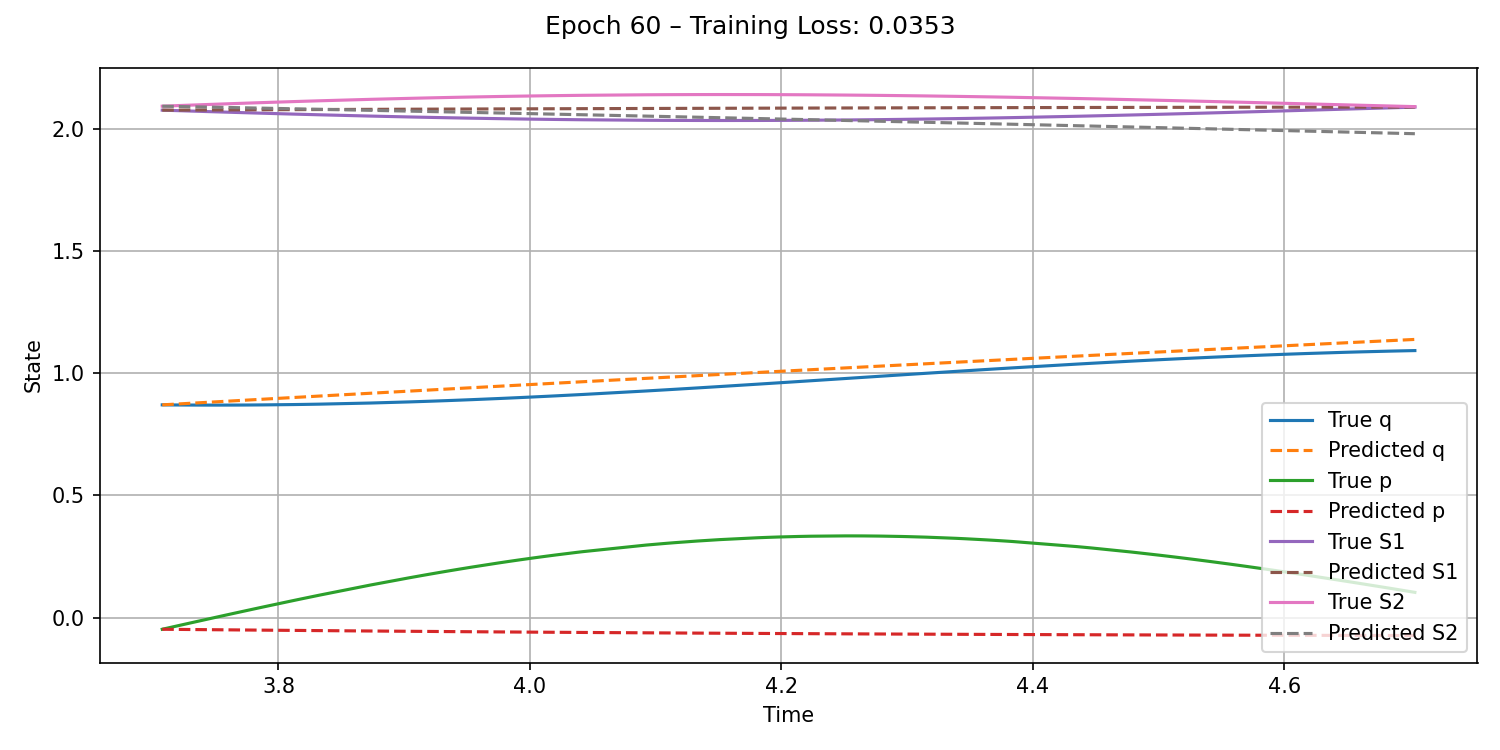 Epoch 60 – Training Loss: 0.0353
2.0
1.5
1.0
0.5
0.0
State
3.8
4.0
4.2
4.4
4.6
Time
True q
Predicted q
True p
Predicted p
True S1
Predicted S1
True S2
Predicted S2